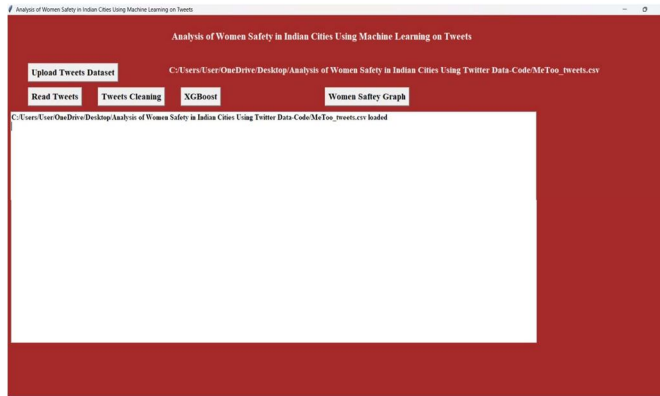 Analysis of Women Safety in Indian Cities Using Machine Learning on Tweets
Analysis of Women Safety in Indian Cities Using Machine Learning on Tweets
Upload Tweets Dataset
C:/Users/User/OneDrive/Desktop/Analysis of Women Safety in Indian Cities Using Twitter Data-Code/MeToo_tweets.csv
Read Tweets Tweets Cleaning XGBoost Women Saftey Graph
C:/Users/User/OneDrive/Desktop/Analysis of Women Safety in Indian Cities Using Twitter Data-Code/MeToo_tweets.csv loaded